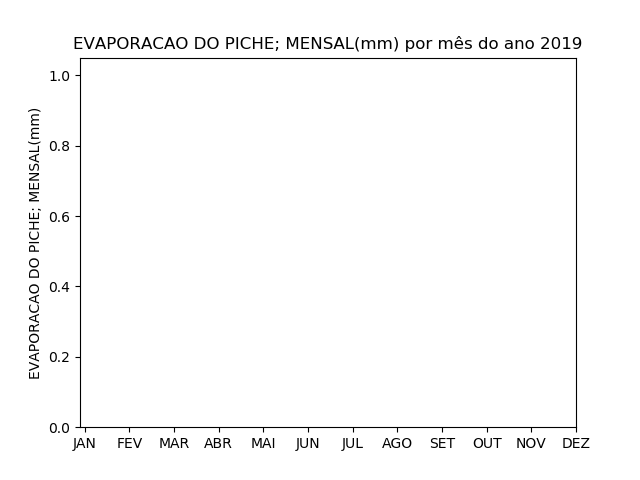 EVAPORACAO DO PICHE; MENSAL(mm) por mês do ano 2019
EVAPORACAO DO PICHE; MENSAL(mm)
1.0
0.8
0.6
0.4
0.2
0.0
JAN FEV MAR ABR MAI JUN JUL AGO SET OUT NOV DEZ